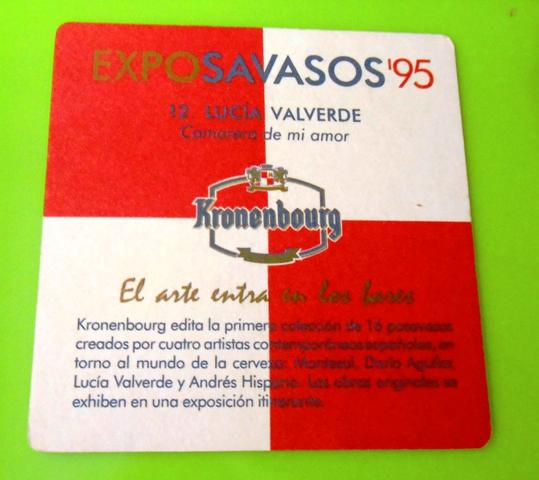 EXPOSAVASOS'95
12. LUCÍA VALVERDE
Camarera de mi amor
Kronenbourg
El arte entra en los bares
Kronenbourg edita la primera colección de 16 posavasos
creados por cuatro artistas contemporáneos españoles, en
torno al mundo de la cerveza: Montesol, Darío Aguilar,
Lucía Valverde y Andrés Hispano. Las obras originales se
exhiben en una exposición itinerante.